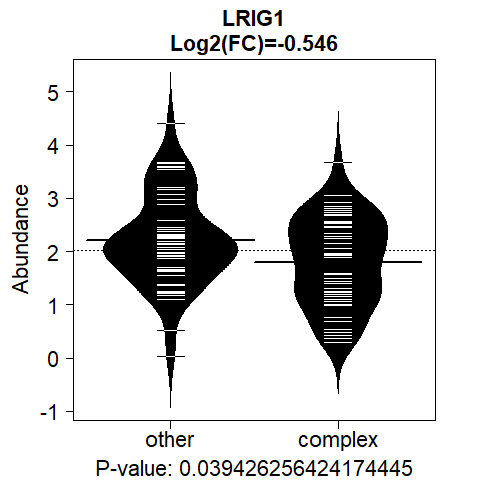 LRIG1
Log2(FC)=-0.546
Abundance
5
4
3
2
1
0
-1
other complex
P-value: 0.039426256424174445